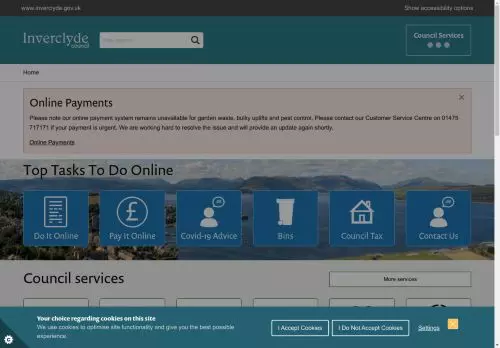 www.inverclyde.gov.uk
Show accessibility options
Inverclyde
council
Council Services
Home
Online Payments
Please note our online payment system remains unavailable for garden waste, bulky uplifts and pest control. Please contact our Customer Service Centre on 01475
717171 if your payment is urgent. We are working hard to resolve the issue and will provide an update again shortly.
Online Payments
Top Tasks To Do Online
Do It Online
Pay It Online
Covid-19 Advice
Bins
Council Tax
Contact Us
Council services
More services
Your choice regarding cookies on this site
We use cookies to optimise site functionality and give you the best possible
experience.
I Accept Cookies
I Do Not Accept Cookies
Settings